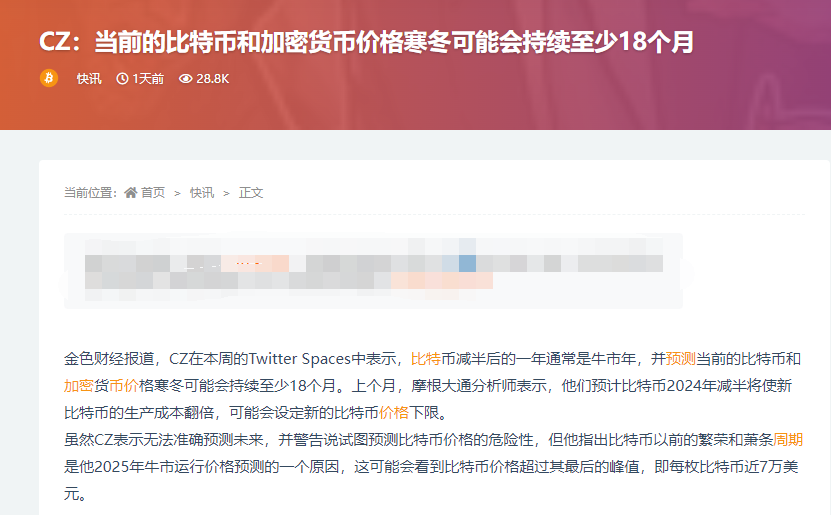 CZ：当前的比特币和加密货币价格寒冬可能会持续至少18个月
快讯 1天前 28.8K
当前位置： 首页 > 快讯 > 正文
金色财经报道，CZ在本周的Twitter Spaces中表示，比特币减半后的一年通常是牛市年，并预测当前的比特币和
加密货币价格寒冬可能会持续至少18个月。上个月，摩根大通分析师表示，他们预计比特币2024年减半将使新
比特币的生产成本翻倍，可能会设定新的比特币价格下限。
虽然CZ表示无法准确预测未来，并警告说试图预测比特币价格的危险性，但他指出比特币以前的繁荣和萧条周期
是他2025年牛市运行价格预测的一个原因，这可能会看到比特币价格超过其最后的峰值，即每枚比特币近7万美
元。